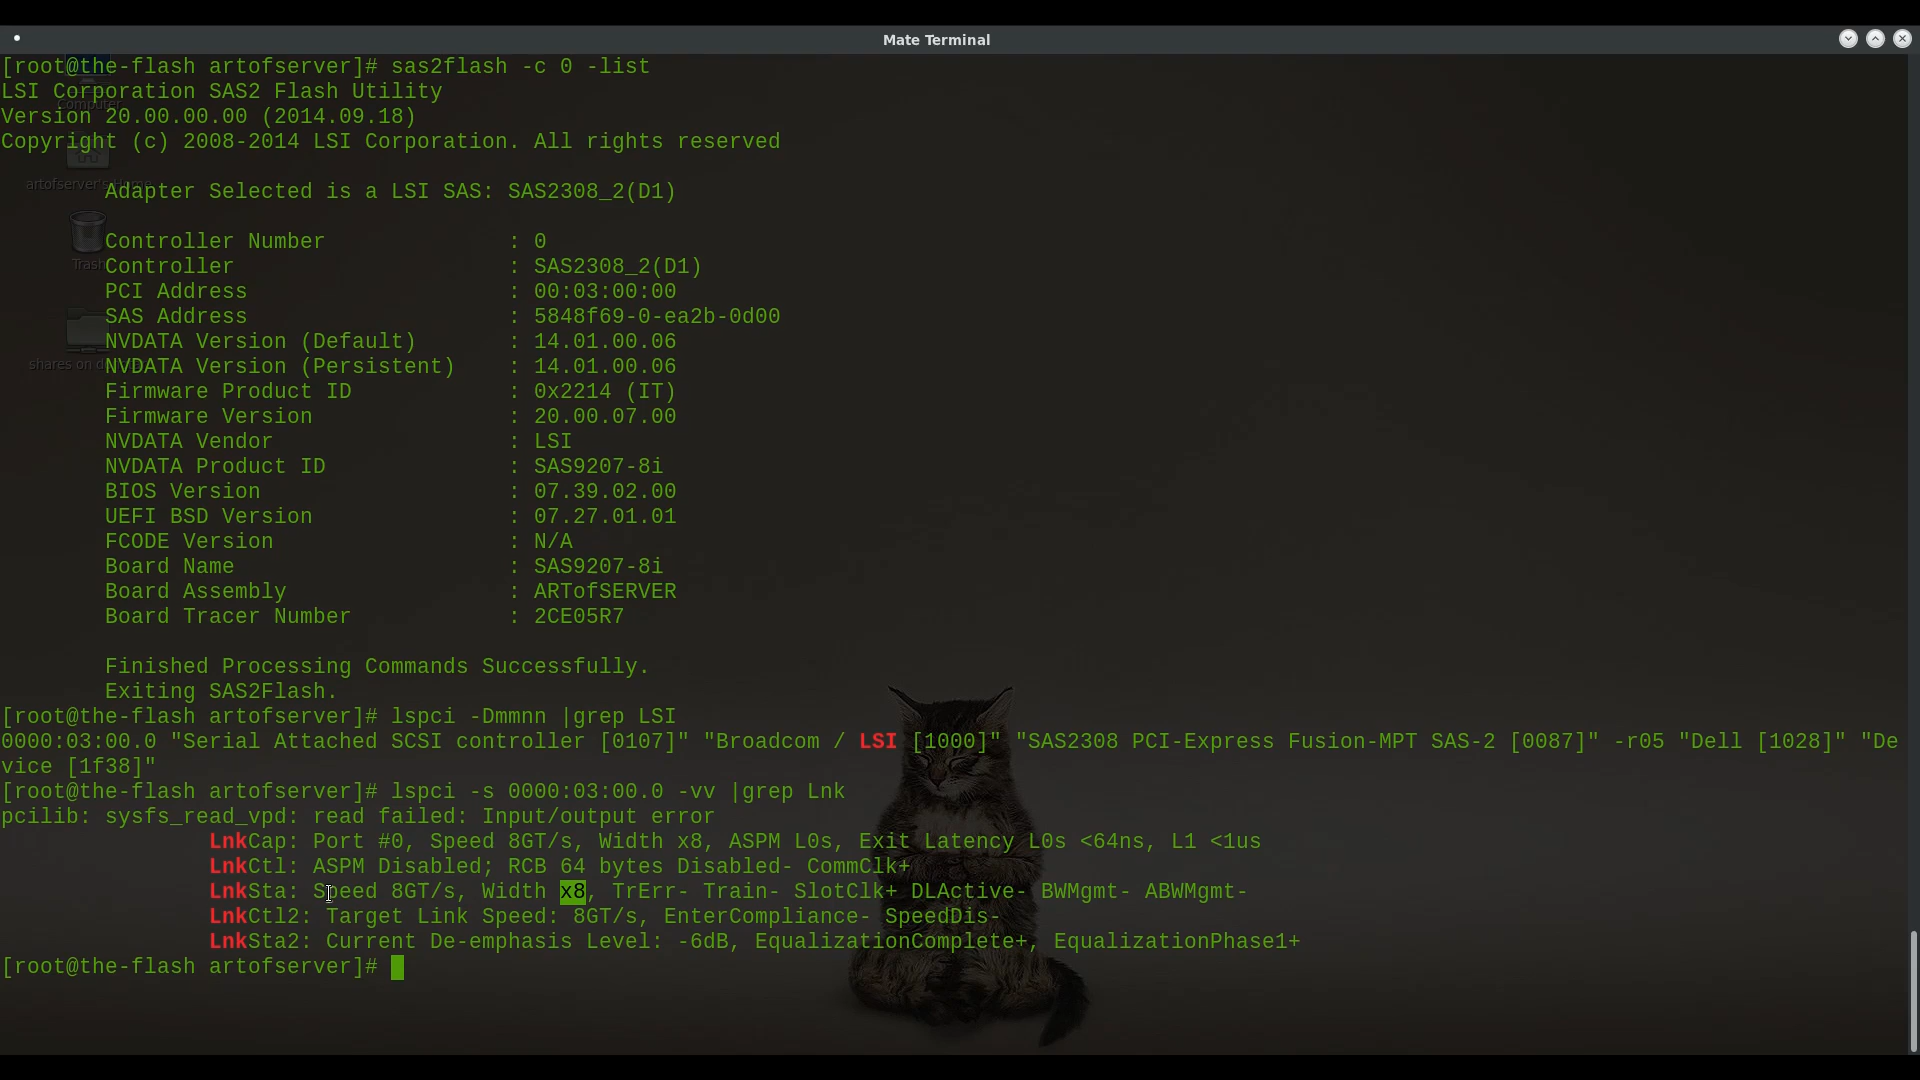 Mate Terminal
[root@the-flash artofserver]# sas2flash -c 0 -list
LSI Corporation SAS2 Flash Utility
Version 20.00.00.00 (2014.09.18)
Copyright (c) 2008-2014 LSI Corporation. All rights reserved
Adapter Selected is a LSI SAS: SAS2308_2(D1)
Controller Number : 0
Controller : SAS2308_2(D1)
PCI Address : 00:03:00:00
SAS Address : 5848f69-0-ea2b-0d00
NVDATA Version (Default) : 14.01.00.06
NVDATA Version (Persistent) : 14.01.00.06
Firmware Product ID : 0x2214 (IT)
Firmware Version : 20.00.07.00
NVDATA Vendor : LSI
NVDATA Product ID : SAS9207-8i
BIOS Version : 07.39.02.00
UEFI BSD Version : 07.27.01.01
FCODE Version : N/A
Board Name : SAS9207-8i
Board Assembly : ARTofSERVER
Board Tracer Number : 2CE05R7
Finished Processing Commands Successfully.
Exiting SAS2Flash.
[root@the-flash artofserver]# lspci -Dmmnn |grep LSI
0000:03:00.0 "Serial Attached SCSI controller [0107]" "Broadcom / LSI [1000]" "SAS2308 PCI-Express Fusion-MPT SAS-2 [0087]" -r05 "Dell [1028]" "De
vice [1f38]"
[root@the-flash artofserver]# lspci -s 0000:03:00.0 -vv |grep Lnk
pcilib: sysfs_read_vpd: read failed: Input/output error
LnkCap: Port #0, Speed 8GT/s, Width x8, ASPM L0s, Exit Latency L0s <64ns, L1 <1us
LnkCtl: ASPM Disabled; RCB 64 bytes Disabled- CommClk+
LnkSta: Speed 8GT/s, Width x8, TrErr- Train- SlotClk+ DLActive- BWMgmt- ABWMgmt-
LnkCtl2: Target Link Speed: 8GT/s, EnterCompliance- SpeedDis-
LnkSta2: Current De-emphasis Level: -6dB, EqualizationComplete+, EqualizationPhase1+
[root@the-flash artofserver]#
Computer
artofserver's Home
Trash
shares on